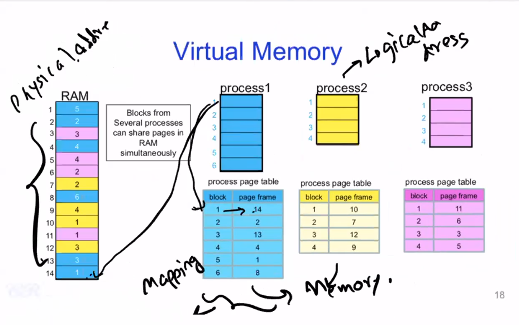 Virtual Memory
Logical Address
Physical addre
RAM
process1
process2
process3
Blocks from
Several processes
can share pages in
RAM
simultaneously
1 5
2 2
3 3
4 4
5 4
6 2
7 2
8 6
9 4
10 1
11 1
12 3
13 3
14 1
1
2
3
4
5
6
1
2
3
4
1
2
3
4
process page table
block page frame
1 14
2 2
3 13
4 4
5 1
6 8
process page table
block page frame
1 10
2 7
3 12
4 9
process page table
block page frame
1 11
2 6
3 3
4 5
Mapping
Memory.
18